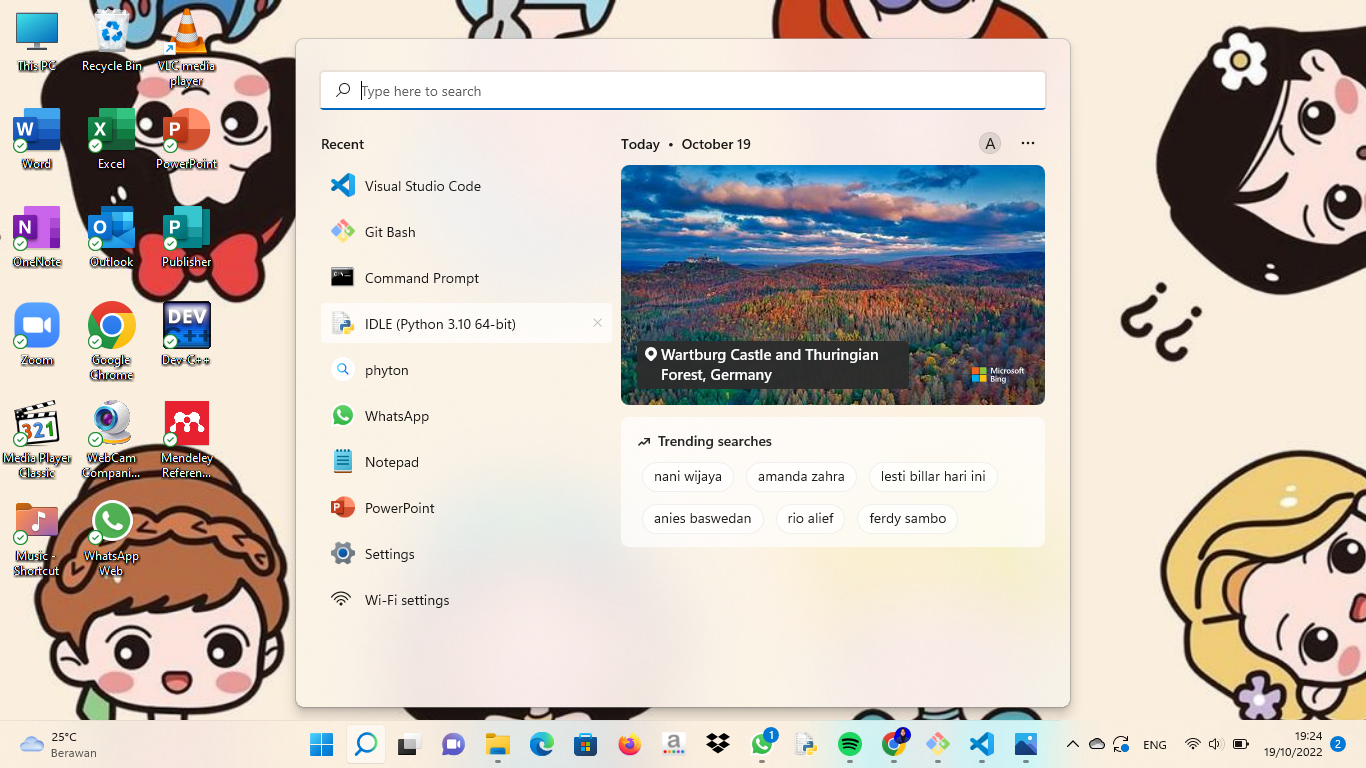 This PC
Recycle Bin
VLC media
player
Word
Excel
PowerPoint
OneNote
Outlook
Publisher
Zoom
Google
Chrome
DEV
C++
Dev-C++
321
Media Player
Classic
WebCam
Compani...
Mendeley
Referen...
Music -
Shortcut
WhatsApp
Web
Type here to search
Recent
Visual Studio Code
Git Bash
Command Prompt
IDLE (Python 3.10 64-bit)
phyton
WhatsApp
Notepad
PowerPoint
Settings
Wi-Fi settings
Today • October 19
A
Wartburg Castle and Thuringian
Forest, Germany
Microsoft
Bing
Trending searches
nani wijaya
amanda zahra
lesti billar hari ini
anies baswedan
rio alief
ferdy sambo
¿¿
25°C
Berawan
a
1
ENG
19:24
19/10/2022
2